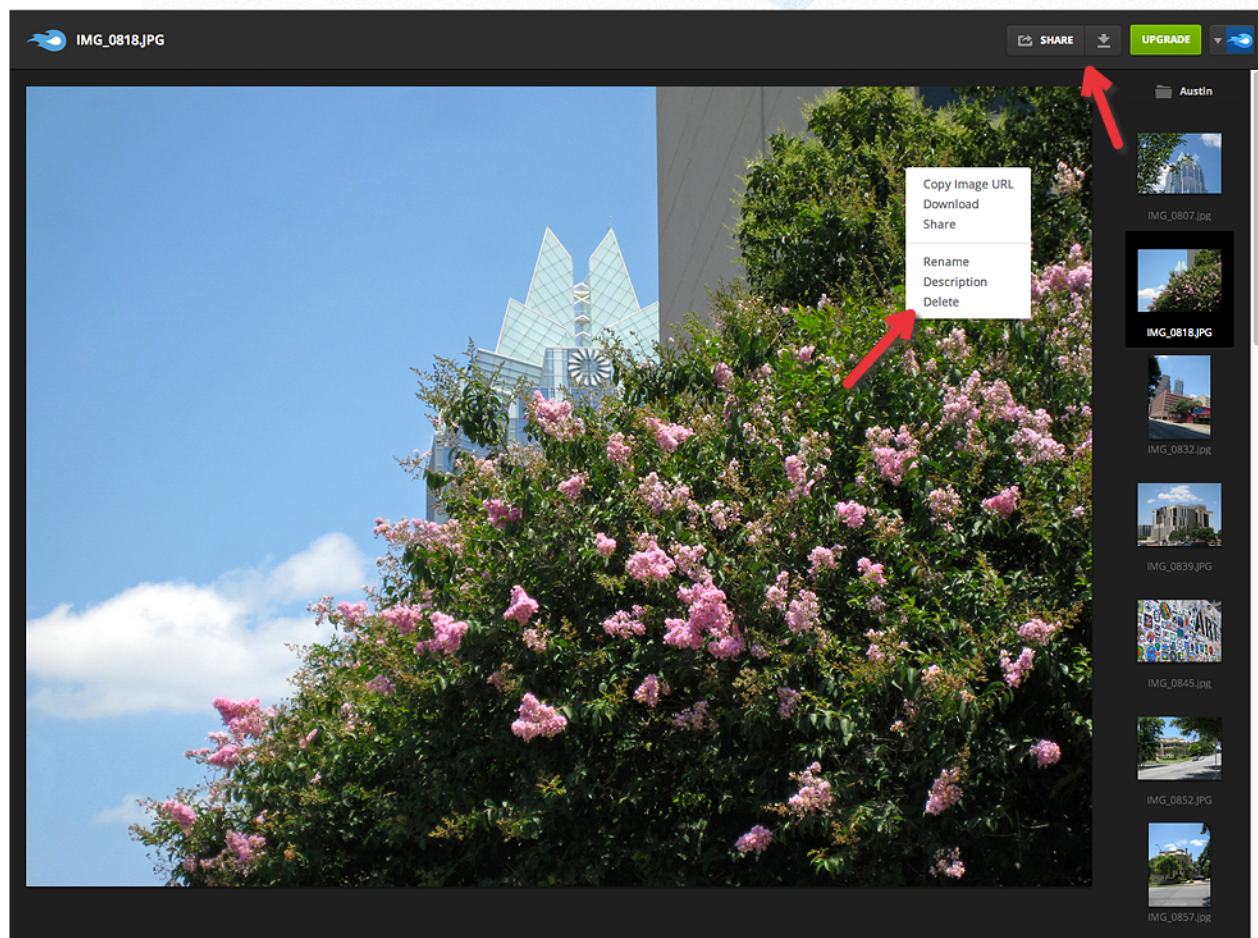 IMG_0818.JPG
SHARE
UPGRADE
Austin
Copy Image URL
Download
Share
Rename
Description
Delete
IMG_0807.jpg
IMG_0818.JPG
IMG_0832.jpg
IMG_0839.JPG
ART
IMG_0845.jpg
IMG_0852.JPG
IMG_0857.jpg